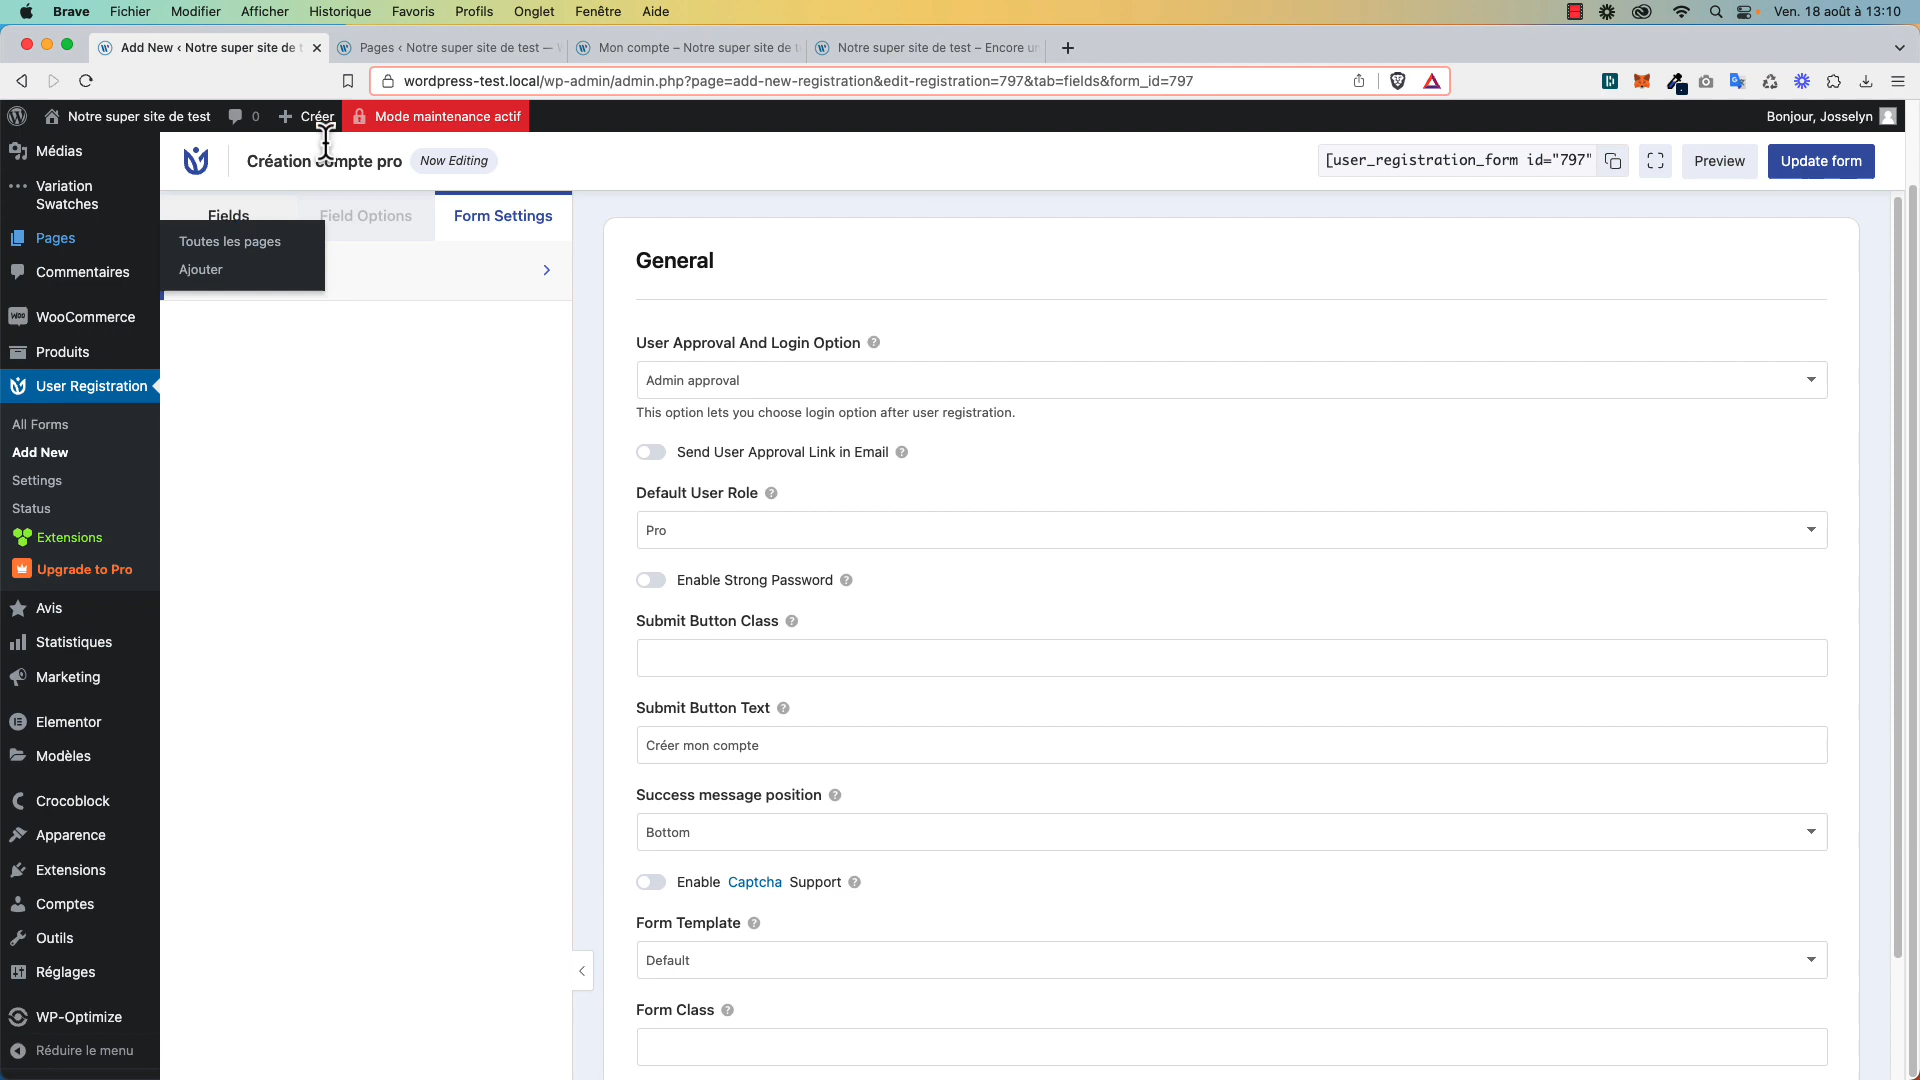 Brave Fichier Modifier Afficher Historique Favoris Profils Onglet Fenêtre Aide Ven. 18 août à 13:10
Add New ‹ Notre super site de t Pages ‹ Notre super site de test — Mon compte – Notre super site de t Notre super site de test – Encore un
wordpress-test.local/wp-admin/admin.php?page=add-new-registration&edit-registration=797&tab=fields&form_id=797
Notre super site de test 0 Créer Mode maintenance actif Bonjour, Josselyn
Médias
Variation
Swatches
Pages
Commentaires
WooCommerce
Produits
User Registration
All Forms
Add New
Settings
Status
Extensions
Upgrade to Pro
Avis
Statistiques
Marketing
Elementor
Modèles
Crocoblock
Apparence
Extensions
Comptes
Outils
Réglages
WP-Optimize
Réduire le menu
Toutes les pages
Ajouter
Création compte pro Now Editing
[user_registration_form id="797" Preview Update form
Fields Field Options Form Settings
General
User Approval And Login Option
Admin approval
This option lets you choose login option after user registration.
Send User Approval Link in Email
Default User Role
Pro
Enable Strong Password
Submit Button Class
Submit Button Text
Créer mon compte
Success message position
Bottom
Enable Captcha Support
Form Template
Default
Form Class